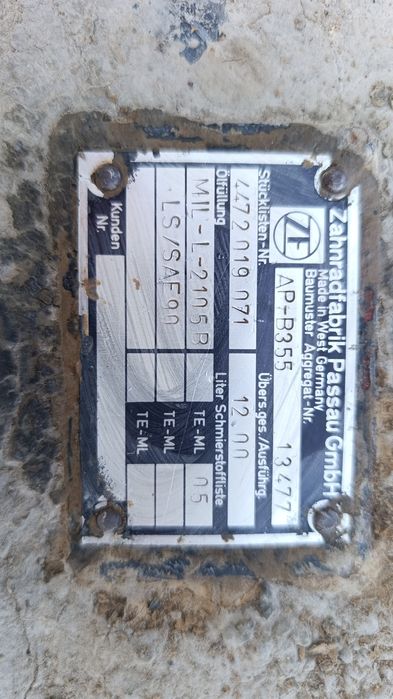 Zahnradfabrik Passau GmbH
Made in West Germany
Baumuster Aggregat-Nr.
ZF AP-B355 13477
Stücklisten-Nr. Übers.ges./Ausführg.
4472 019 071 12.00
Ölfüllung Liter Schmierstoffliste
MIL-L-2105B TE-ML 05
LS/SAE90 TE-ML
TE-ML
Kunden
Nr.